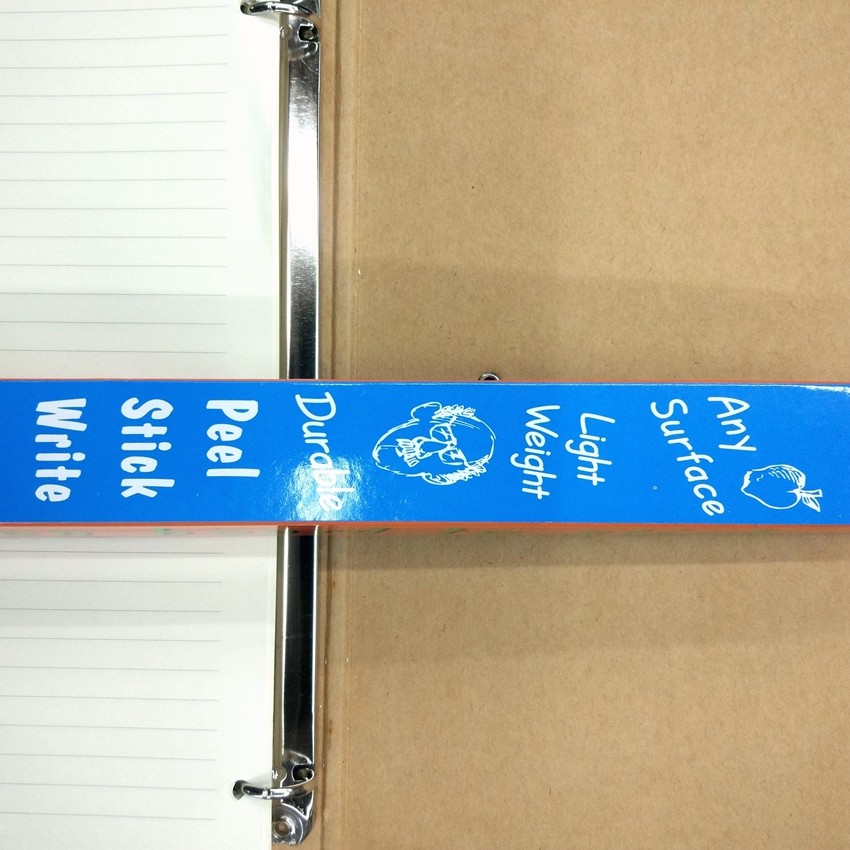 Any
Surface
Light
Weight
Durable
Peel
Stick
Write